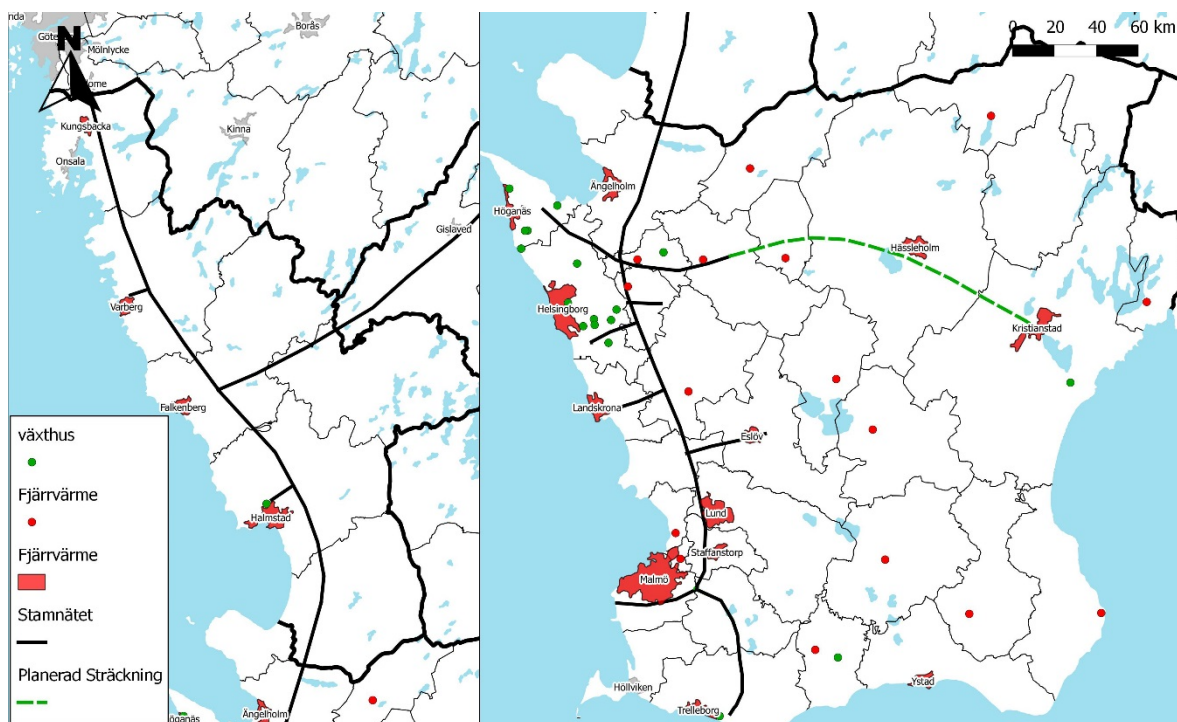 Göte
N
Mölnlycke
Borås
Kungsbacka
Onsala
Kinna
Gislaved
Varberg
Falkenberg
Halmstad
Ängelholm
växthus
Fjärrvärme
Fjärrvärme
Stamnätet
Planerad Sträckning
0 20 40 60 km
Ängelholm
Höganäs
Hässleholm
Helsingborg
Kristianstad
Landskrona
Eslöv
Lund
Staffanstorp
Malmö
Höllviken
Trelleborg
Ystad